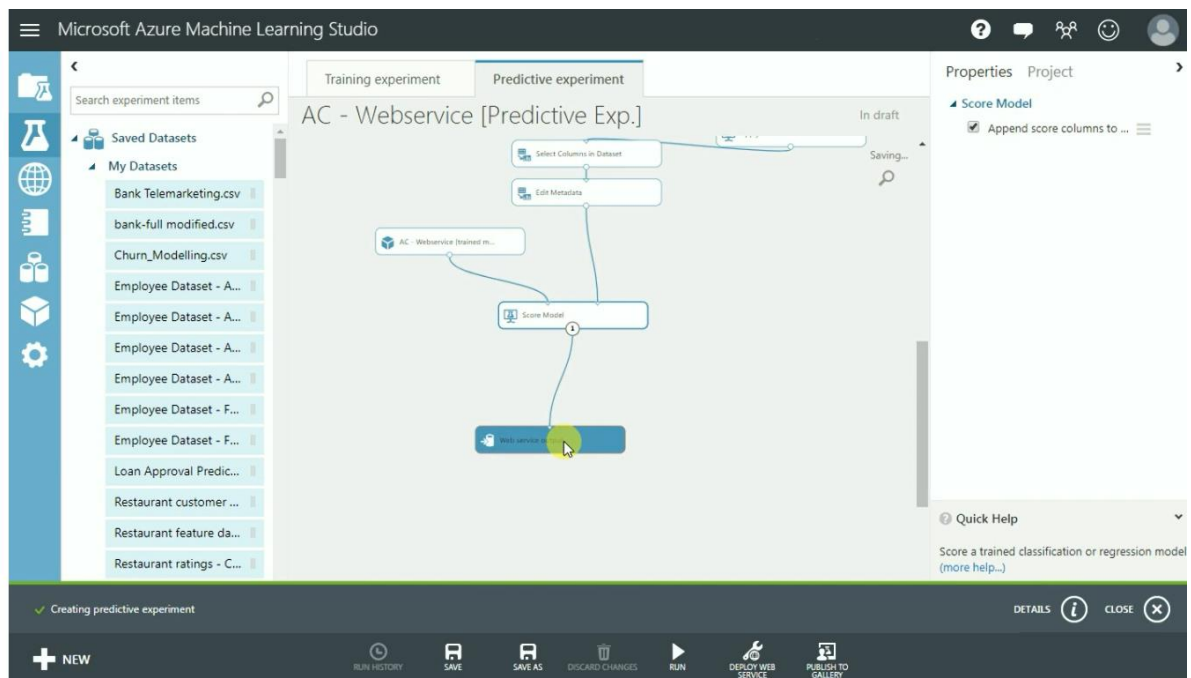 Microsoft Azure Machine Learning Studio
Search experiment items
Saved Datasets
My Datasets
Bank Telemarketing.csv
bank-full modified.csv
Churn_Modelling.csv
Employee Dataset - A...
Employee Dataset - A...
Employee Dataset - A...
Employee Dataset - A...
Employee Dataset - F...
Employee Dataset - F...
Loan Approval Predic...
Restaurant customer ...
Restaurant feature da...
Restaurant ratings - C...
Training experiment
Predictive experiment
AC - Webservice [Predictive Exp.]
In draft
Saving...
Select Columns in Dataset
Edit Metadata
AC - Webservice [trained m...
Score Model
1
Web service
Properties Project
Score Model
Append score columns to ...
Quick Help
Score a trained classification or regression model
(more help...)
Creating predictive experiment
DETAILS
CLOSE
NEW
RUN HISTORY
SAVE
SAVE AS
DISCARD CHANGES
RUN
DEPLOY WEB
SERVICE
PUBLISH TO
GALLERY